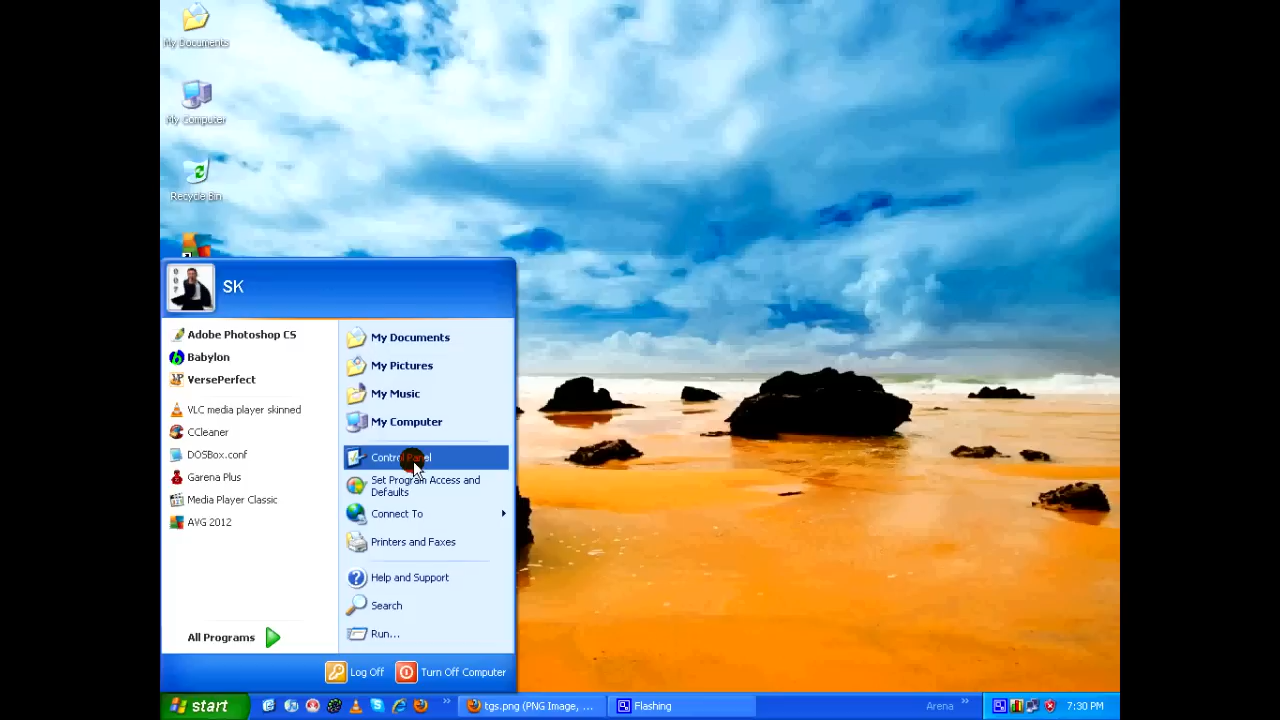 My Documents
My Computer
Recycle Bin
SK
Adobe Photoshop CS
Babylon
VersePerfect
VLC media player skinned
CCleaner
DOSBox.conf
Garena Plus
Media Player Classic
AVG 2012
All Programs
My Documents
My Pictures
My Music
My Computer
Control Panel
Set Program Access and
Defaults
Connect To
Printers and Faxes
Help and Support
Search
Run...
Log Off
Turn Off Computer
start
tgs.png (PNG Image, ...
Flashing
Arena
7:30 PM